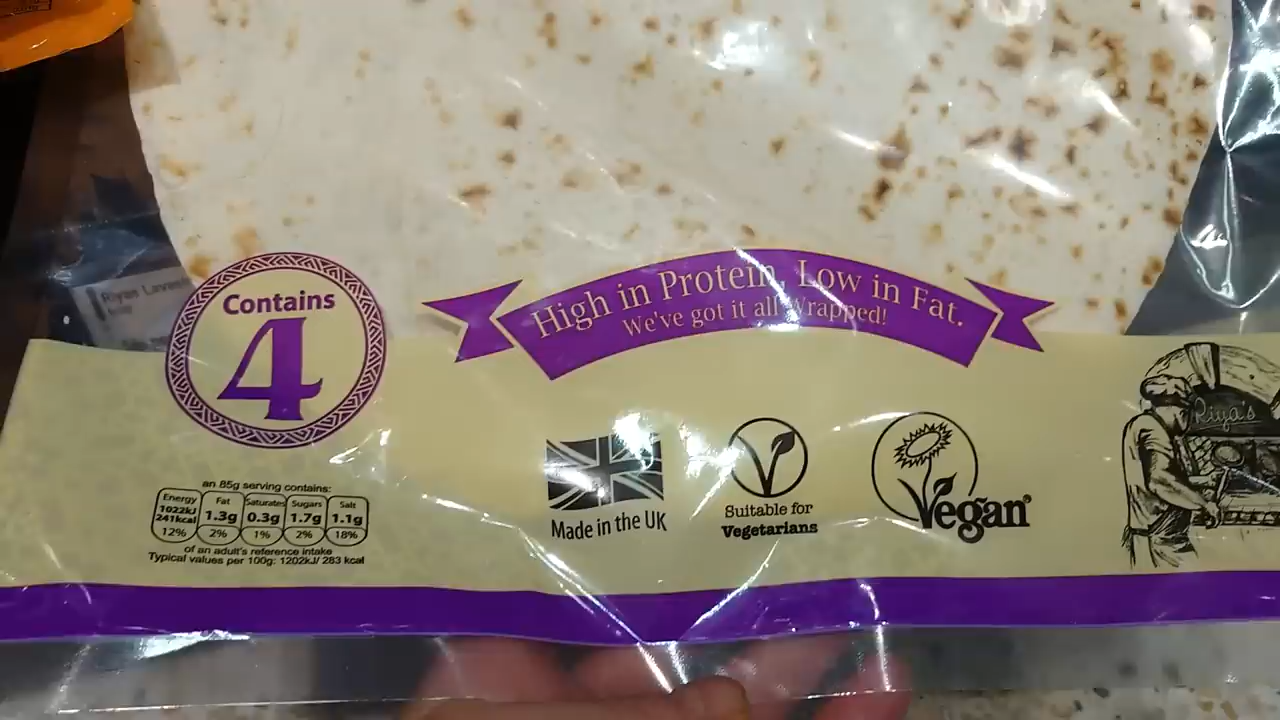 Riyan Lavash
Contains
4
High in Protein, Low in Fat.
We've got it all Wrapped!
Riya's
an 85g serving contains:
Energy Fat Saturates Sugars Salt
1022kJ 241kcal 1.3g 0.3g 1.7g 1.1g
12% 2% 1% 2% 18%
of an adult's reference intake
Typical values per 100g: 1202kJ/ 283 kcal
Made in the UK
Suitable for
Vegetarians
Vegan